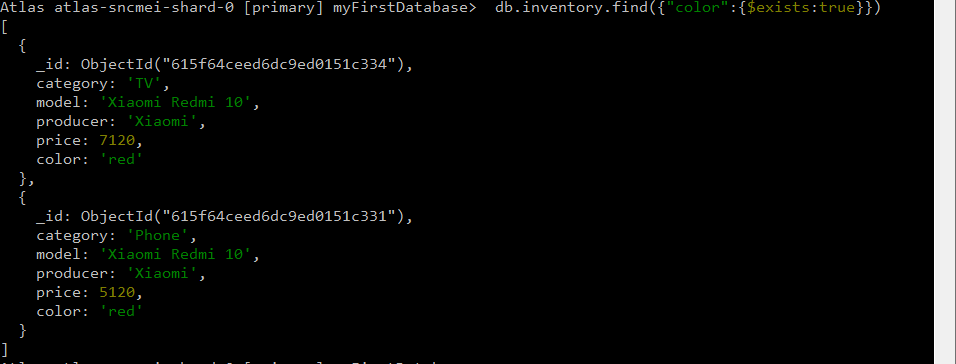 Atlas atlas-sncmei-shard-0 [primary] myFirstDatabase>  db.inventory.find({"color":{$exists:true}})
[
  {
    _id: ObjectId("615f64ceed6dc9ed0151c334"),
    category: 'TV',
    model: 'Xiaomi Redmi 10',
    producer: 'Xiaomi',
    price: 7120,
    color: 'red'
  },
  {
    _id: ObjectId("615f64ceed6dc9ed0151c331"),
    category: 'Phone',
    model: 'Xiaomi Redmi 10',
    producer: 'Xiaomi',
    price: 5120,
    color: 'red'
  }
]